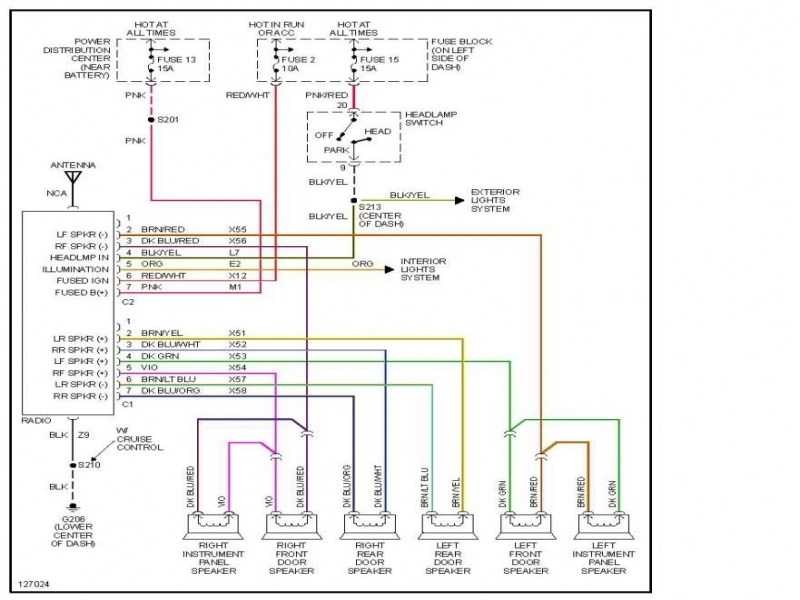 HOT AT
ALL TIMES
HOT IN RUN
OR ACC
HOT AT
ALL TIMES
POWER
DISTRIBUTION
CENTER
(NEAR
BATTERY)
FUSE 13
15A
FUSE 2
10A
FUSE 15
15A
FUSE BLOCK
(ON LEFT
SIDE OF
DASH)
PNK
RED/WHT
PNK/RED
20
S201
HEADLAMP
SWITCH
OFF
HEAD
PARK
PNK
9
ANTENNA
NCA
BLK/YEL
BLK/YEL
EXTERIOR
LIGHTS
SYSTEM
S213
(CENTER
OF DASH)
BLK/YEL
1
LF SPKR (-) 2 BRN/RED X55
RF SPKR (-) 3 DK BLU/RED X56
HEADLMP IN 4 BLK/YEL L7
ILLUMINATION 5 ORG E2
FUSED IGN 6 RED/WHT X12
FUSED B(+) 7 PNK M1
C2
ORG
INTERIOR
LIGHTS
SYSTEM
1
LR SPKR (+) 2 BRN/YEL X51
RR SPKR (+) 3 DK BLU/WHT X52
LF SPKR (+) 4 DK GRN X53
RF SPKR (+) 5 VIO X54
LR SPKR (-) 6 BRN/LT BLU X57
RR SPKR (-) 7 DK BLU/ORG X58
C1
RADIO
BLK Z9
W/
CRUISE
CONTROL
S210
BLK
G206
(LOWER
CENTER
OF DASH)
DK BLU/RED
VIO
VIO
DK BLU/RED
DK BLU/ORG
DK BLU/WHT
BRN/LT BLU
BRN/YEL
DK GRN
BRN/RED
BRN/RED
DK GRN
RIGHT
INSTRUMENT
PANEL
SPEAKER
RIGHT
FRONT
DOOR
SPEAKER
RIGHT
REAR
DOOR
SPEAKER
LEFT
REAR
DOOR
SPEAKER
LEFT
FRONT
DOOR
SPEAKER
LEFT
INSTRUMENT
PANEL
SPEAKER
127024